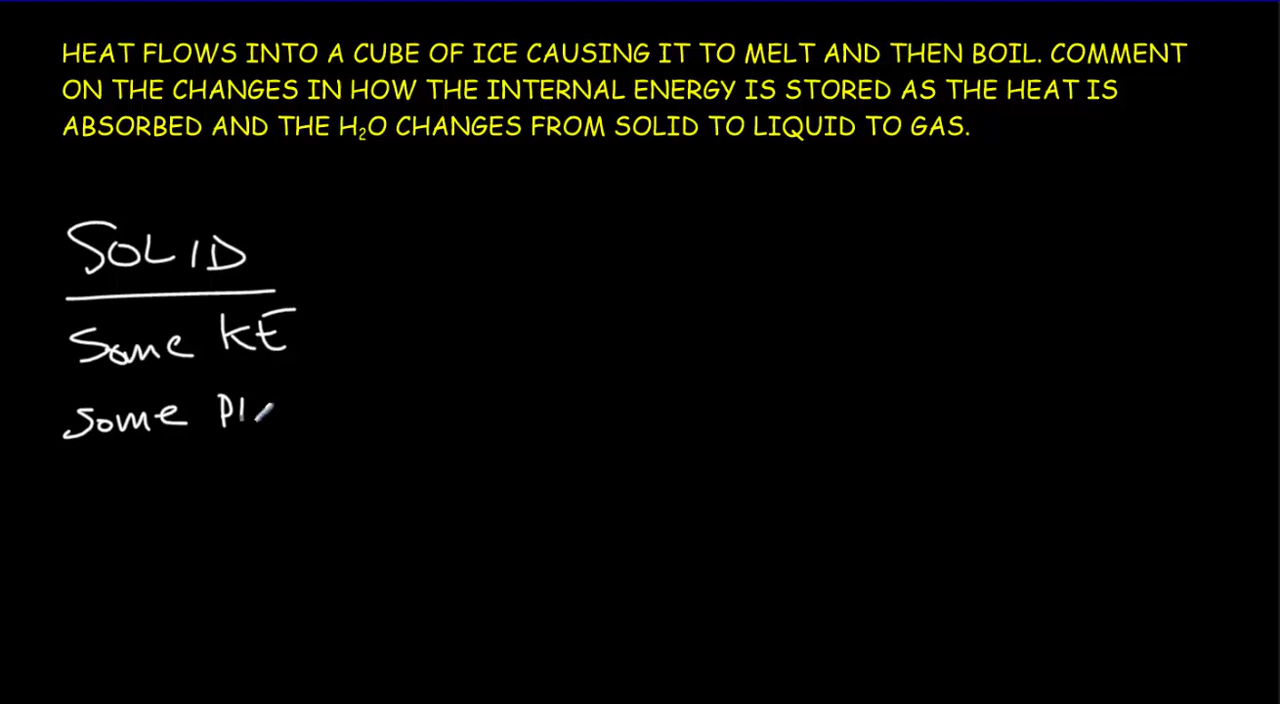 HEAT FLOWS INTO A CUBE OF ICE CAUSING IT TO MELT AND THEN BOIL. COMMENT
ON THE CHANGES IN HOW THE INTERNAL ENERGY IS STORED AS THE HEAT IS
ABSORBED AND THE H₂O CHANGES FROM SOLID TO LIQUID TO GAS.
SOLID
Some KE
some